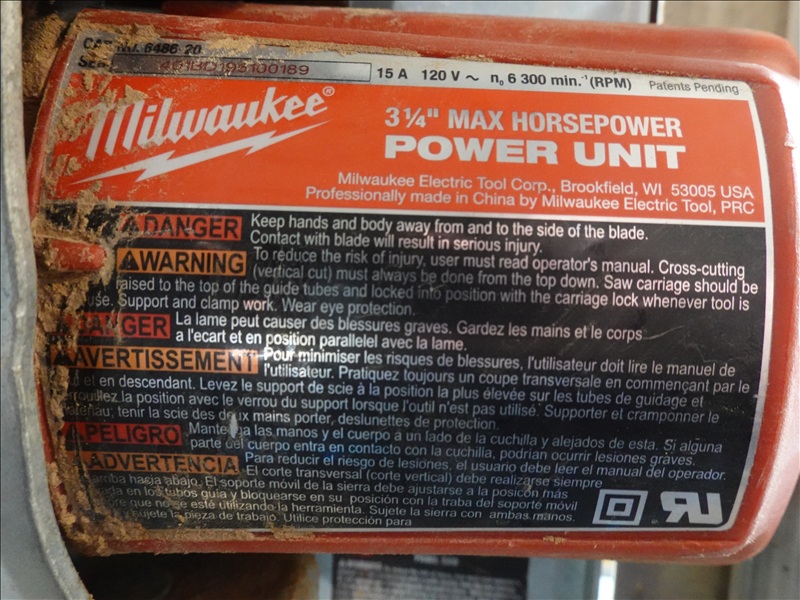 CAT NO. 6486-20
15 A 120 V ~ n₀ 6 300 min.⁻¹ (RPM) Patents Pending
Milwaukee®
3¼" MAX HORSEPOWER
POWER UNIT
Milwaukee Electric Tool Corp., Brookfield, WI 53005 USA
Professionally made in China by Milwaukee Electric Tool, PRC
DANGER Keep hands and body away from and to the side of the blade.
Contact with blade will result in serious injury.
WARNING To reduce the risk of injury, user must read operator's manual. Cross-cutting
(vertical cut) must always be done from the top down. Saw carriage should be
raised to the top of the guide tubes and locked into position with the carriage lock whenever tool is
use. Support and clamp work. Wear eye protection.
DANGER La lame peut causer des blessures graves. Gardez les mains et le corps
a l'ecart et en position parallelel avec la lame.
AVERTISSEMENT Pour minimiser les risques de blessures, l'utilisateur doit lire le manuel de
l'utilisateur. Pratiquez toujours un coupe transversale en commençant par le
et en descendant. Levez le support de scie à la position la plus élevée sur les tubes de guidage et
la position avec le verrou du support lorsque l'outil n'est pas utilisé. Supporter et cramponner le
tenir la scie des deux mains porter, deslunettes de protection.
PELIGRO Mantenga las manos y el cuerpo a un lado de la cuchilla y alejados de esta. Si alguna
parte del cuerpo entra en contacto con la cuchilla, podrían ocurrir lesiones graves.
ADVERTENCIA Para reducir el riesgo de lesiones, el usuario debe leer el manual del operador.
El corte transversal (corte vertical) debe realizarse siempre
arriba hacia abajo. El soporte móvil de la sierra debe ajustarse a la posición más
en los tubos guía y bloquearse en su posición con la traba del soporte móvil
que no se esté utilizando la herramienta. Sujete la sierra con ambas manos.
sujete la pieza de trabajo. Utilice protección para